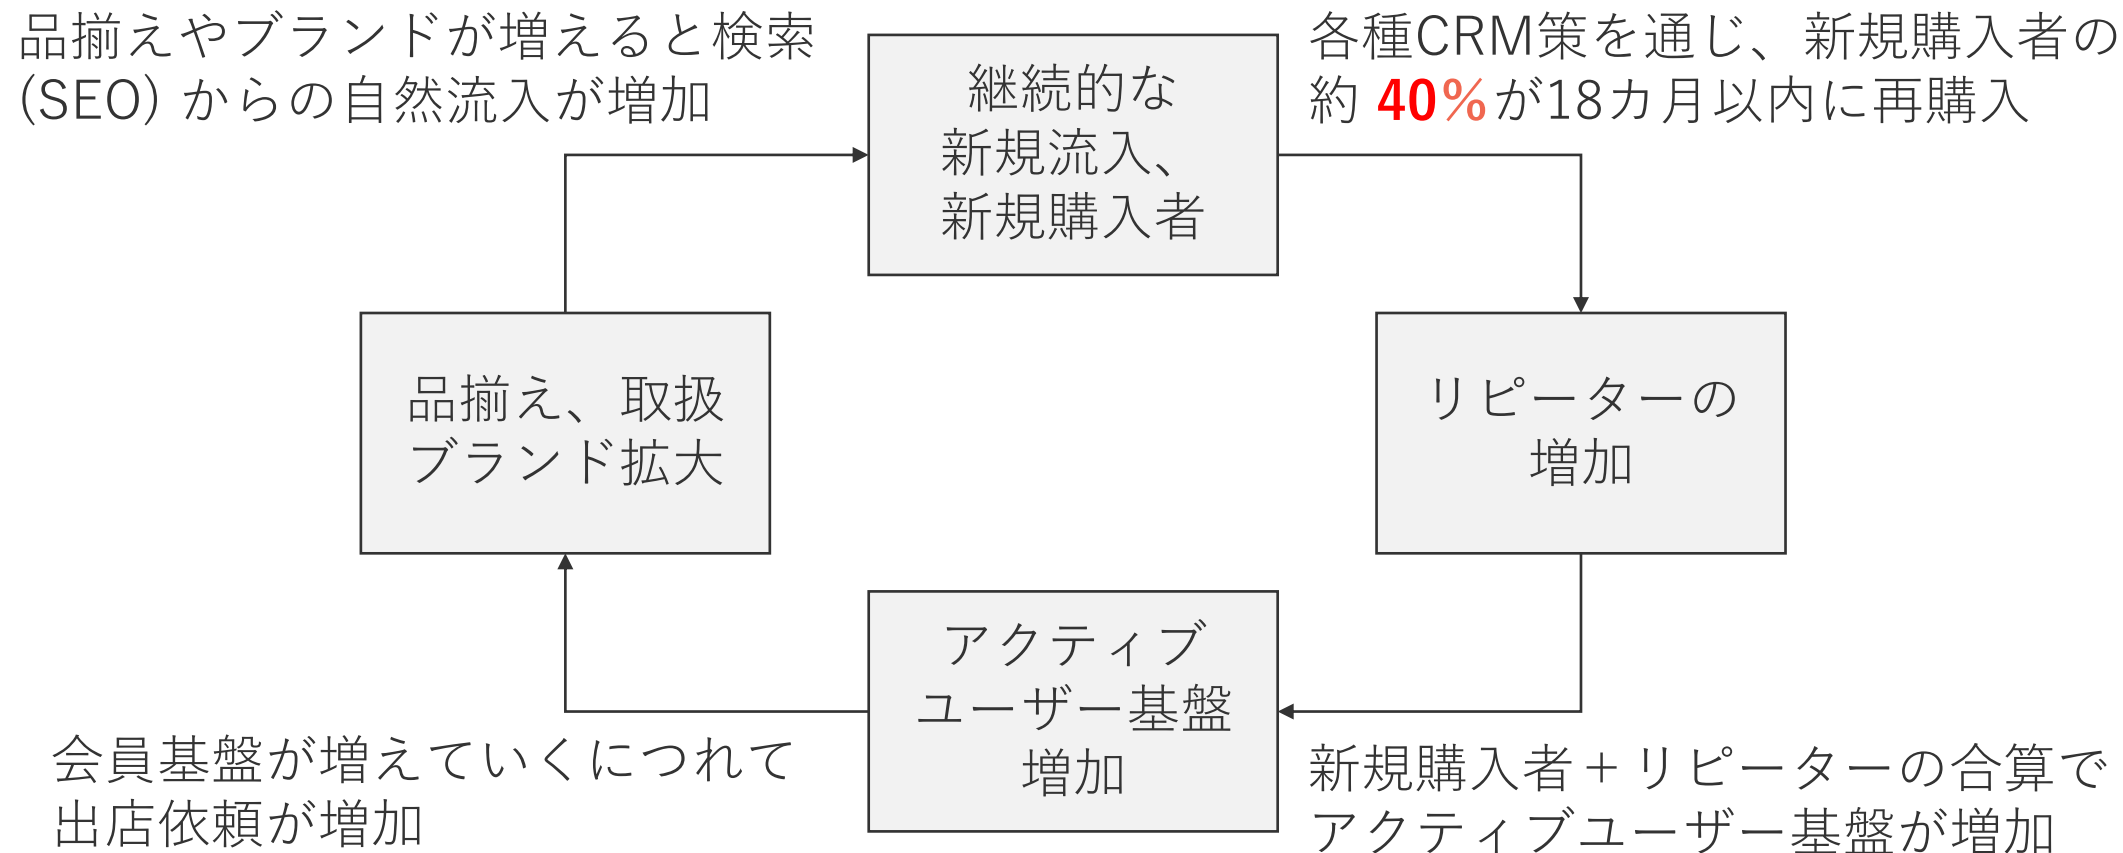 品揃えやブランドが増えると検索
(SEO) からの自然流入が増加
継続的な
新規流入、
新規購入者
各種CRM策を通じ、新規購入者の
約 40%が18カ月以内に再購入
品揃え、取扱
ブランド拡大
リピーターの
増加
アクティブ
ユーザー基盤
増加
会員基盤が増えていくにつれて
出店依頼が増加
新規購入者＋リピーターの合算で
アクティブユーザー基盤が増加